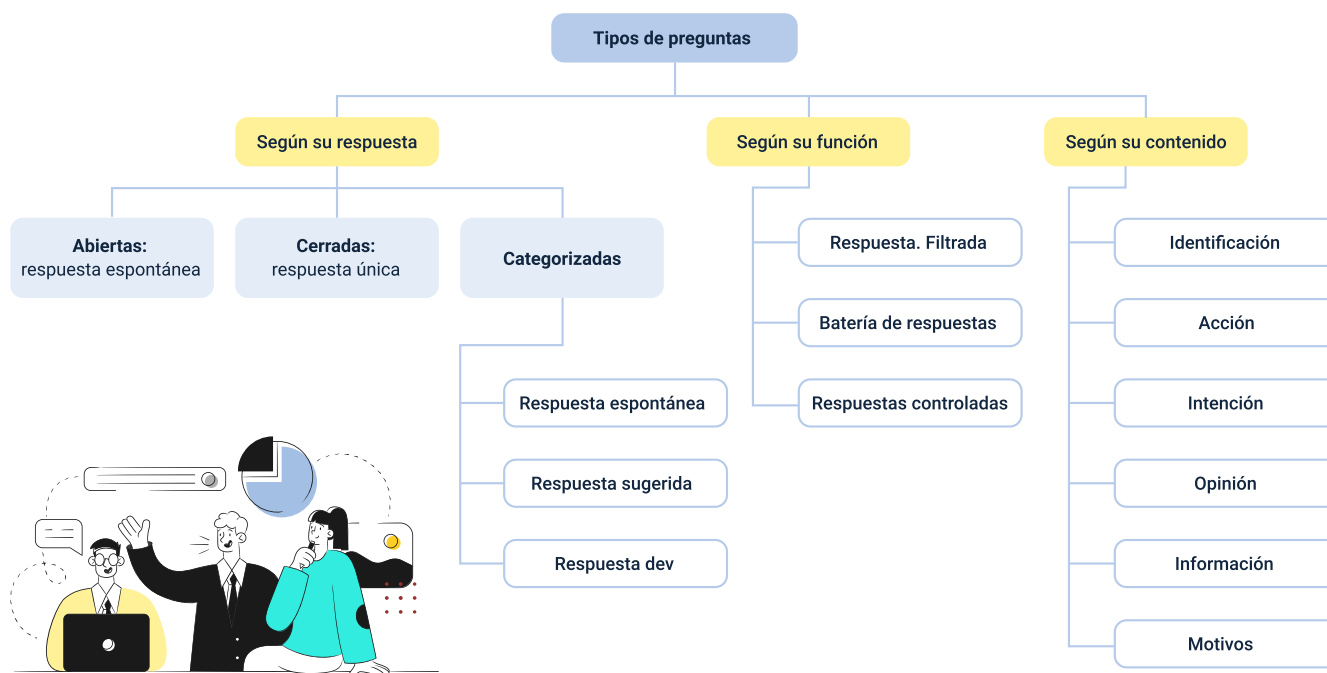 Tipos de preguntas
Según su respuesta
Según su función
Según su contenido
Abiertas:
respuesta espontánea
Cerradas:
respuesta única
Categorizadas
Respuesta espontánea
Respuesta sugerida
Respuesta dev
Respuesta. Filtrada
Batería de respuestas
Respuestas controladas
Identificación
Acción
Intención
Opinión
Información
Motivos